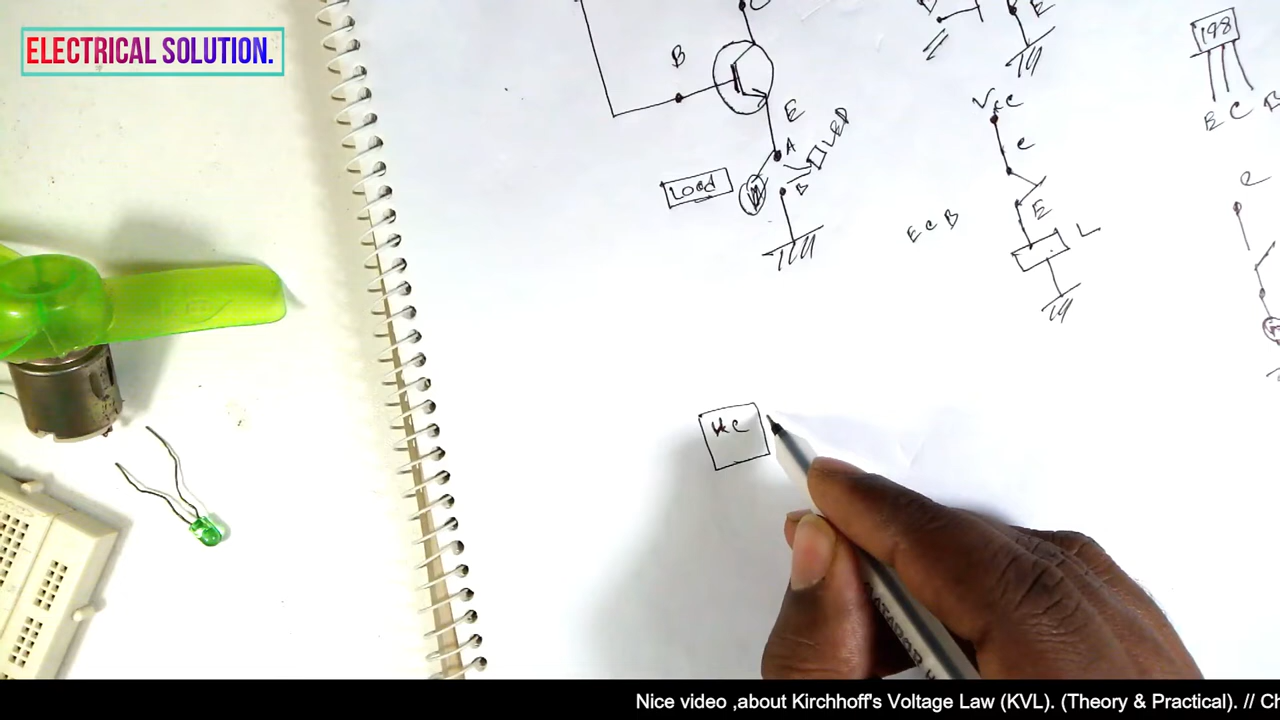 ELECTRICAL SOLUTION.
B
E
A
LED
Load
B
E
198
E C B
Vcc
C
E
L
E C B
C
Nice video ,about Kirchhoff's Voltage Law (KVL). (Theory & Practical). // Ch